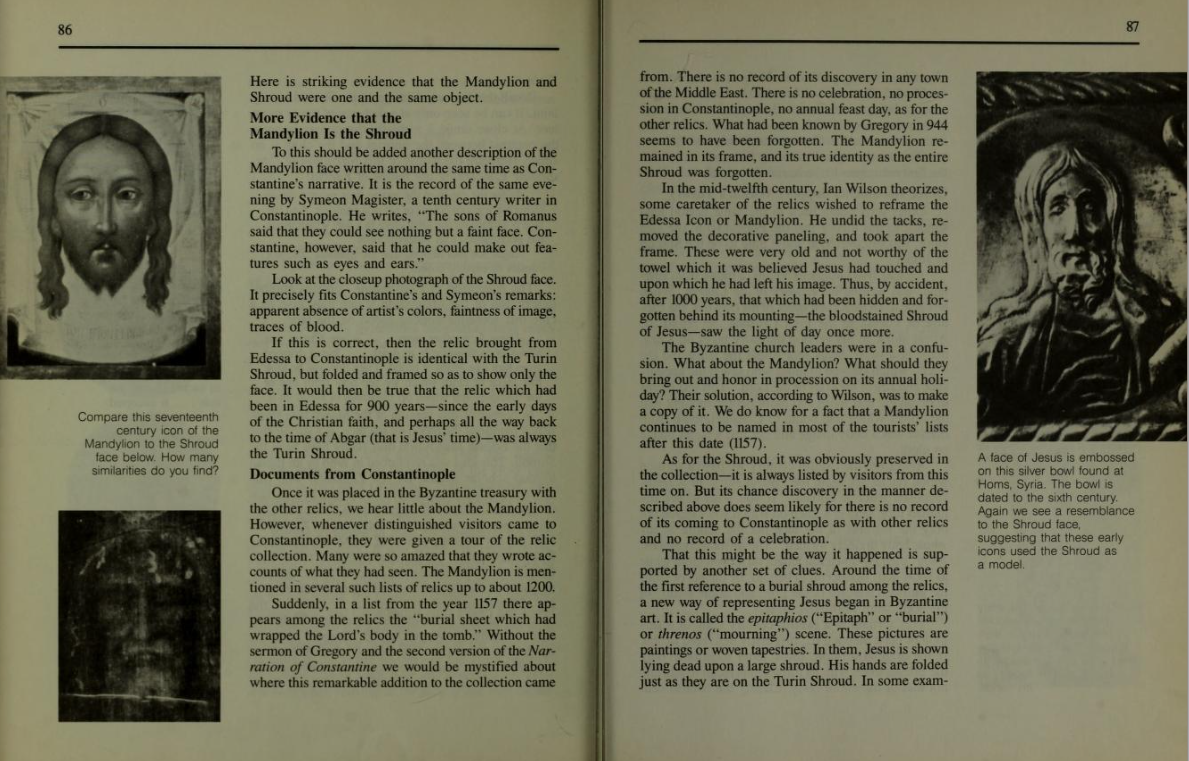 86
Here is striking evidence that the Mandylion and
Shroud were one and the same object.
More Evidence that the
Mandylion Is the Shroud
To this should be added another description of the
Mandylion face written around the same time as Con-
stantine's narrative. It is the record of the same eve-
ning by Symeon Magister, a tenth century writer in
Constantinople. He writes, “The sons of Romanus
said that they could see nothing but a faint face. Con-
stantine, however, said that he could make out fea-
tures such as eyes and ears.”
Look at the closeup photograph of the Shroud face.
It precisely fits Constantine's and Symeon's remarks:
apparent absence of artist's colors, faintness of image,
traces of blood.
If this is correct, then the relic brought from
Edessa to Constantinople is identical with the Turin
Shroud, but folded and framed so as to show only the
face. It would then be true that the relic which had
been in Edessa for 900 years—since the early days
of the Christian faith, and perhaps all the way back
to the time of Abgar (that is Jesus' time)—was always
the Turin Shroud.
Documents from Constantinople
Once it was placed in the Byzantine treasury with
the other relics, we hear little about the Mandylion.
However, whenever distinguished visitors came to
Constantinople, they were given a tour of the relic
collection. Many were so amazed that they wrote ac-
counts of what they had seen. The Mandylion is men-
tioned in several such lists of relics up to about 1200.
Suddenly, in a list from the year 1157 there ap-
pears among the relics the “burial sheet which had
wrapped the Lord's body in the tomb.” Without the
sermon of Gregory and the second version of the Nar-
ration of Constantine we would be mystified about
where this remarkable addition to the collection came
Compare this seventeenth
century icon of the
Mandylion to the Shroud
face below. How many
similarities do you find?
87
from. There is no record of its discovery in any town
of the Middle East. There is no celebration, no proces-
sion in Constantinople, no annual feast day, as for the
other relics. What had been known by Gregory in 944
seems to have been forgotten. The Mandylion re-
mained in its frame, and its true identity as the entire
Shroud was forgotten.
In the mid-twelfth century, Ian Wilson theorizes,
some caretaker of the relics wished to reframe the
Edessa Icon or Mandylion. He undid the tacks, re-
moved the decorative paneling, and took apart the
frame. These were very old and not worthy of the
towel which it was believed Jesus had touched and
upon which he had left his image. Thus, by accident,
after 1000 years, that which had been hidden and for-
gotten behind its mounting—the bloodstained Shroud
of Jesus—saw the light of day once more.
The Byzantine church leaders were in a confu-
sion. What about the Mandylion? What should they
bring out and honor in procession on its annual holi-
day? Their solution, according to Wilson, was to make
a copy of it. We do know for a fact that a Mandylion
continues to be named in most of the tourists' lists
after this date (1157).
As for the Shroud, it was obviously preserved in
the collection—it is always listed by visitors from this
time on. But its chance discovery in the manner de-
scribed above does seem likely for there is no record
of its coming to Constantinople as with other relics
and no record of a celebration.
That this might be the way it happened is sup-
ported by another set of clues. Around the time of
the first reference to a burial shroud among the relics,
a new way of representing Jesus began in Byzantine
art. It is called the epitaphios (“Epitaph” or “burial”)
or threnos (“mourning”) scene. These pictures are
paintings or woven tapestries. In them, Jesus is shown
lying dead upon a large shroud. His hands are folded
just as they are on the Turin Shroud. In some exam-
A face of Jesus is embossed
on this silver bowl found at
Homs, Syria. The bowl is
dated to the sixth century.
Again we see a resemblance
to the Shroud face,
suggesting that these early
icons used the Shroud as
a model.